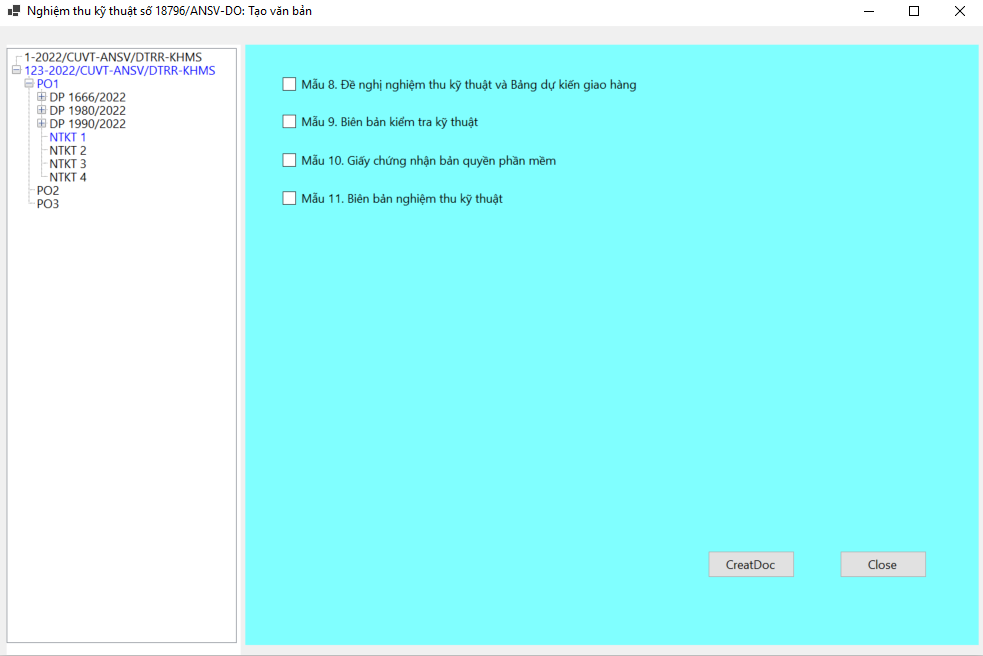 Nghiệm thu kỹ thuật số 18796/ANSV-DO: Tạo văn bản
1-2022/CUVT-ANSV/DTRR-KHMS
123-2022/CUVT-ANSV/DTRR-KHMS
PO1
DP 1666/2022
DP 1980/2022
DP 1990/2022
NTKT 1
NTKT 2
NTKT 3
NTKT 4
PO2
PO3
Mẫu 8. Đề nghị nghiệm thu kỹ thuật và Bảng dự kiến giao hàng
Mẫu 9. Biên bản kiểm tra kỹ thuật
Mẫu 10. Giấy chứng nhận bản quyền phần mềm
Mẫu 11. Biên bản nghiệm thu kỹ thuật
CreatDoc
Close